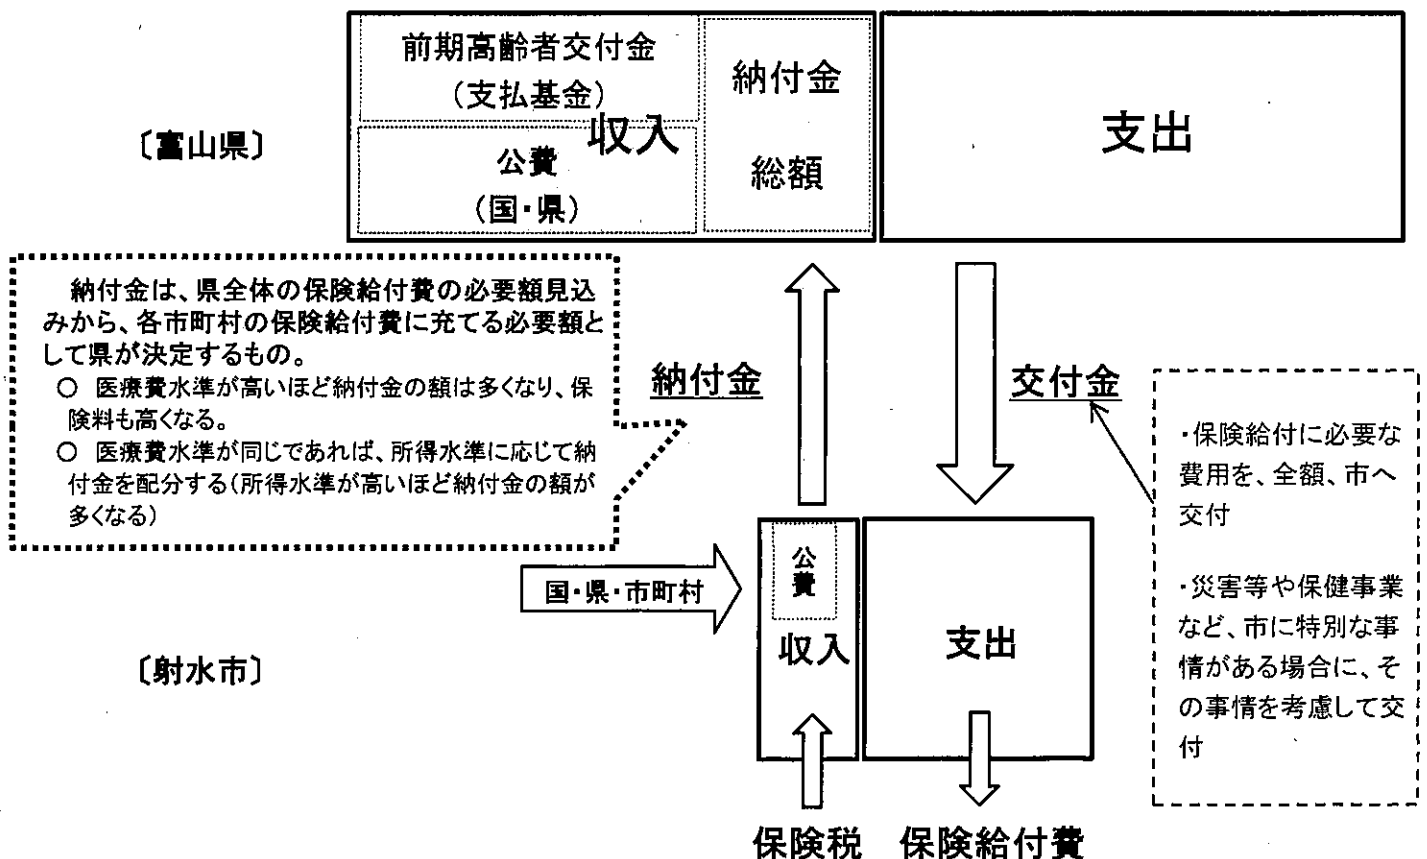 前期高齢者交付金
(支払基金)
収入
公費
(国・県)
納付金
総額
支出
〔富山県〕
納付金は、県全体の保険給付費の必要額見込
みから、各市町村の保険給付費に充てる必要額と
して県が決定するもの。
○ 医療費水準が高いほど納付金の額は多くなり、保
険料も高くなる。
○ 医療費水準が同じであれば、所得水準に応じて納
付金を配分する(所得水準が高いほど納付金の額が
多くなる)
納付金
交付金
・保険給付に必要な
費用を、全額、市へ
交付
・災害等や保健事業
など、市に特別な事
情がある場合に、そ
の事情を考慮して交
付
国・県・市町村
公費
収入
支出
〔射水市〕
保険税
保険給付費